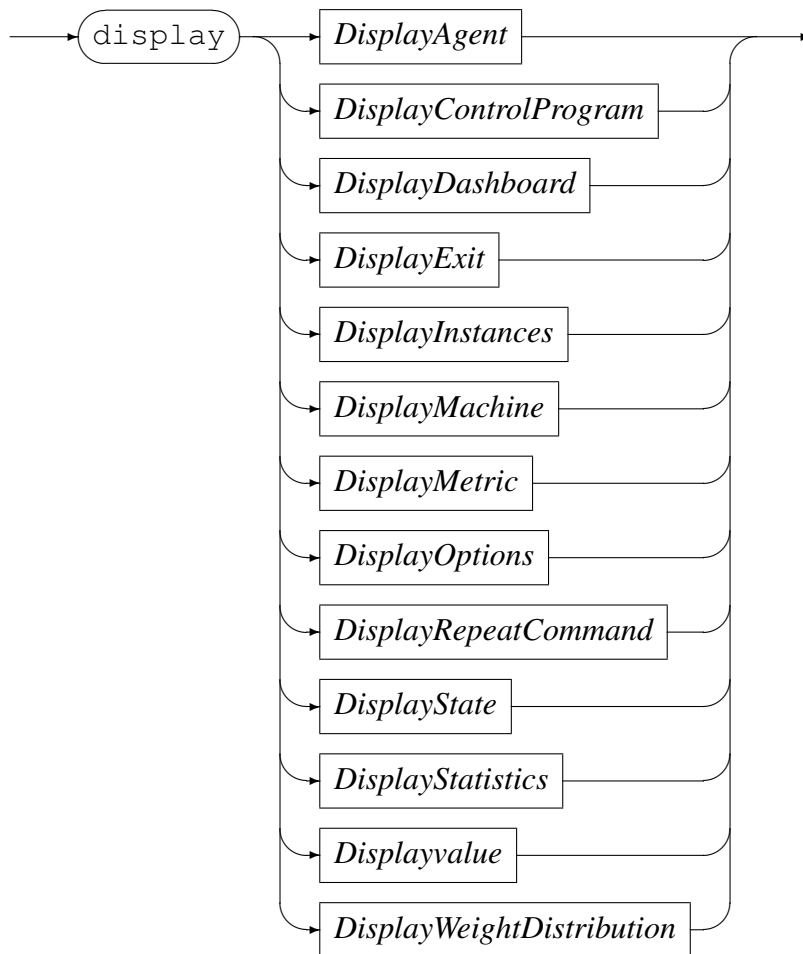 display DisplayAgent
DisplayControlProgram
DisplayDashboard
DisplayExit
DisplayInstances
DisplayMachine
DisplayMetric
DisplayOptions
DisplayRepeatCommand
DisplayState
DisplayStatistics
Displayvalue
DisplayWeightDistribution